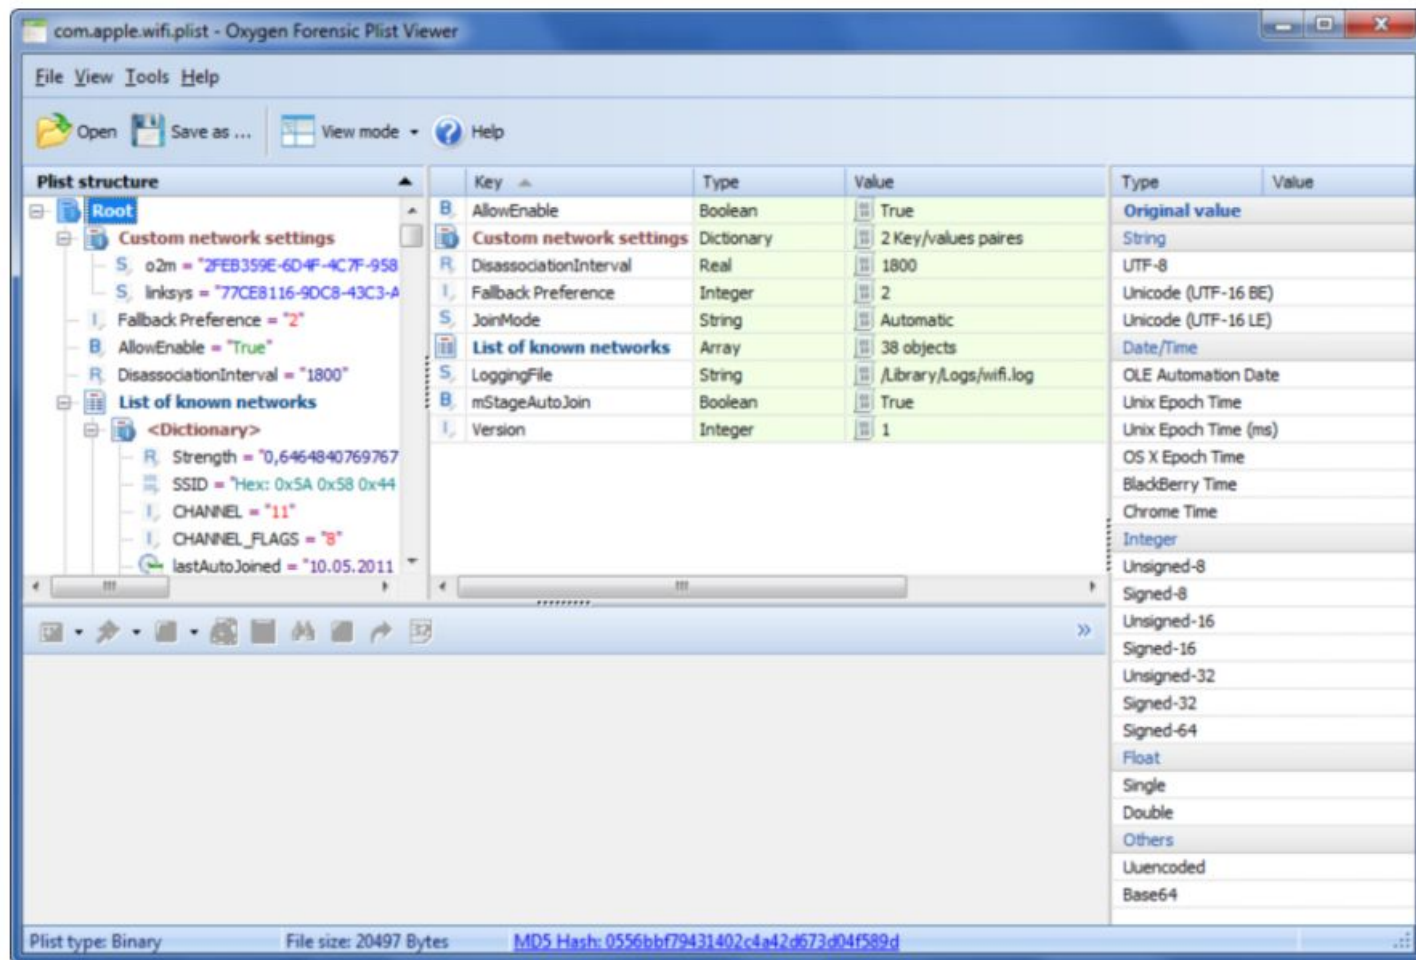 com.apple.wifi.plist - Oxygen Forensic Plist Viewer
File View Tools Help
Open Save as ... View mode Help
Plist structure
Root
Custom network settings
o2m = "2FEB359E-6D4F-4C7F-958
linksys = "77CE8116-9DC8-43C3-A
Fallback Preference = "2"
AllowEnable = "True"
DisassociationInterval = "1800"
List of known networks
<Dictionary>
Strength = "0,6464840769767
SSID = "Hex: 0x5A 0x58 0x44
CHANNEL = "11"
CHANNEL_FLAGS = "8"
lastAutoJoined = "10.05.2011
Key Type Value
AllowEnable Boolean True
Custom network settings Dictionary 2 Key/values paires
DisassociationInterval Real 1800
Fallback Preference Integer 2
JoinMode String Automatic
List of known networks Array 38 objects
LoggingFile String /Library/Logs/wifi.log
mStageAutoJoin Boolean True
Version Integer 1
Type Value
Original value
String
UTF-8
Unicode (UTF-16 BE)
Unicode (UTF-16 LE)
Date/Time
OLE Automation Date
Unix Epoch Time
Unix Epoch Time (ms)
OS X Epoch Time
BlackBerry Time
Chrome Time
Integer
Unsigned-8
Signed-8
Unsigned-16
Signed-16
Unsigned-32
Signed-32
Signed-64
Float
Single
Double
Others
Uuencoded
Base64
Plist type: Binary File size: 20497 Bytes MD5 Hash: 0556bbf79431402c4a42d673d04f589d